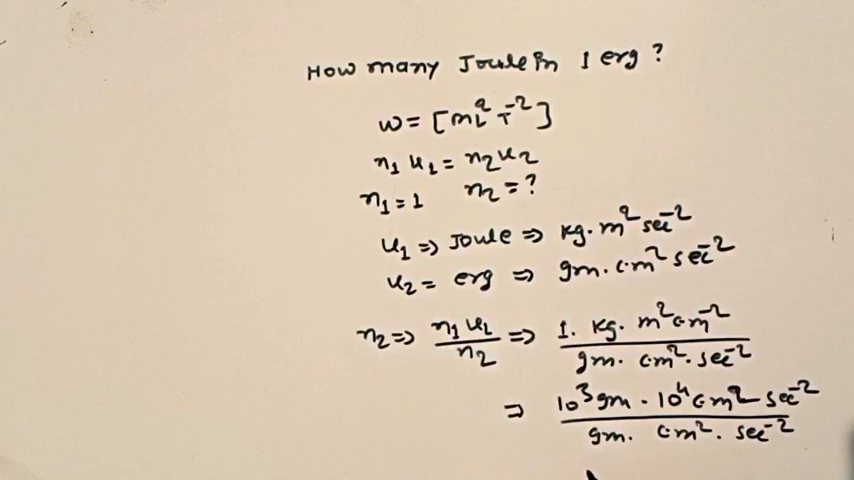 How many Joule in 1 erg ?
W = [ML²T⁻²]
n₁ u₁ = n₂ u₂
n₁ = 1 n₂ = ?
u₁ ⇒ Joule ⇒ kg. m² sec⁻²
u₂ = erg ⇒ gm. cm² sec⁻²
n₂ ⇒ n₁ u₁ / n₂ ⇒ 1. kg. m² cm⁻² / gm. cm². sec⁻²
⇒ 10³ gm . 10⁴ cm² sec⁻² / gm. cm². sec⁻²